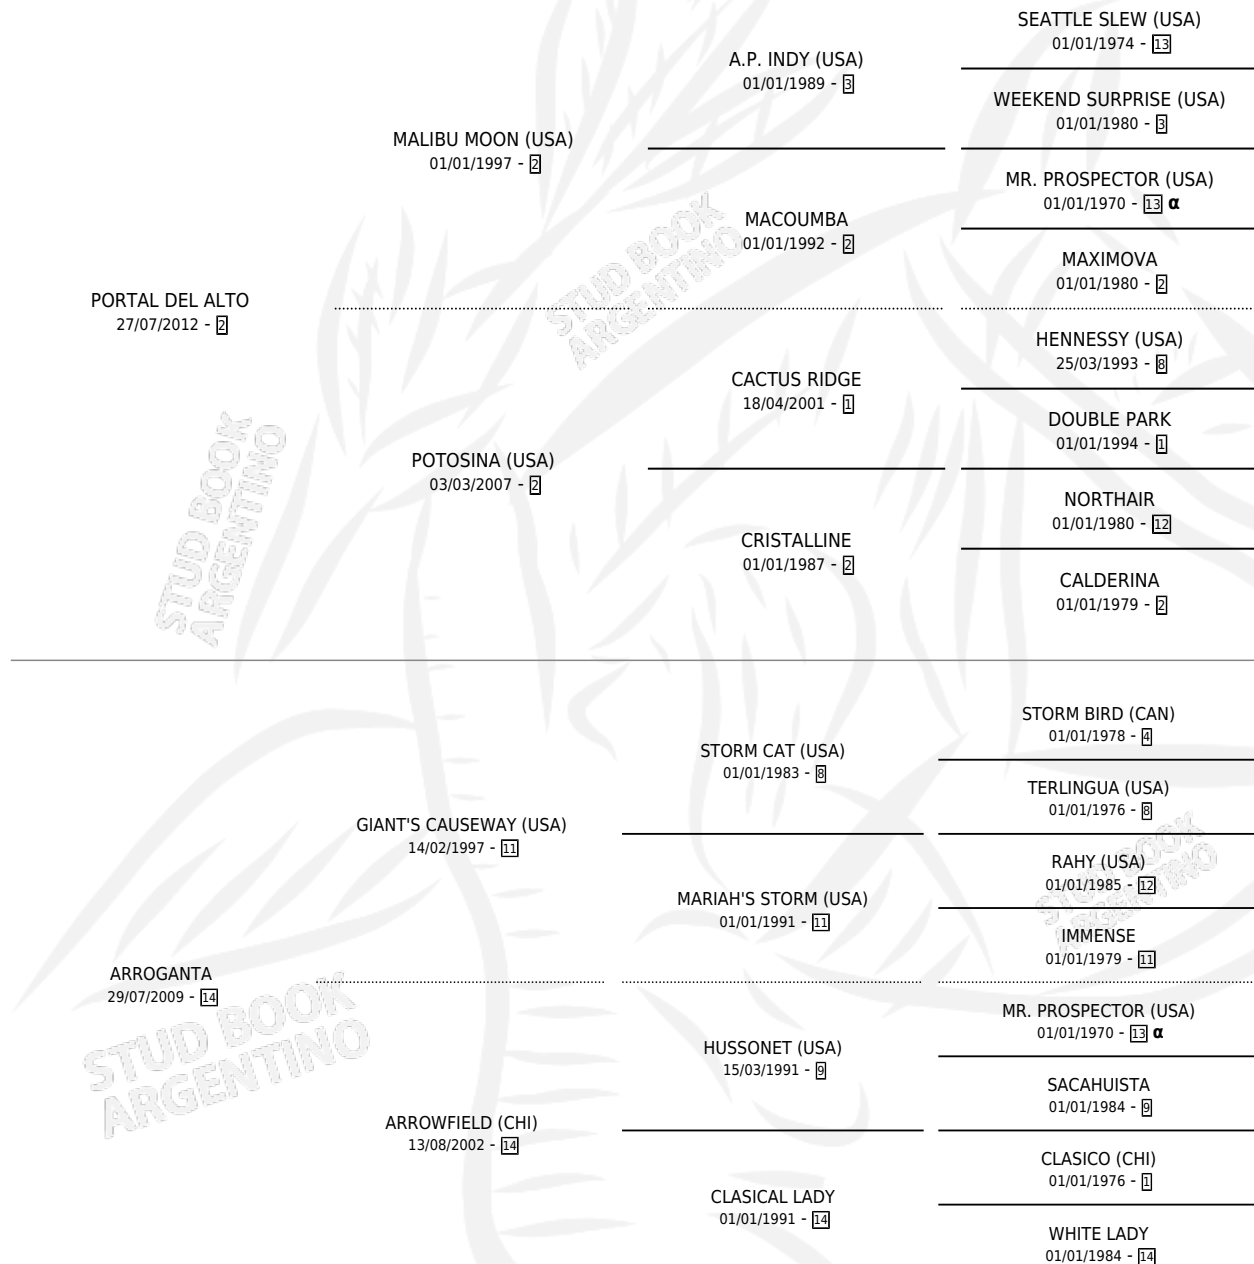 SEATTLE SLEW (USA)
01/01/1974 - 13
A.P. INDY (USA)
01/01/1989 - 3
WEEKEND SURPRISE (USA)
01/01/1980 - 3
MALIBU MOON (USA)
01/01/1997 - 2
MR. PROSPECTOR (USA)
01/01/1970 - 13 α
MACOUMBA
01/01/1992 - 2
MAXIMOVA
01/01/1980 - 2
PORTAL DEL ALTO
27/07/2012 - 2
HENNESSY (USA)
25/03/1993 - 8
CACTUS RIDGE
18/04/2001 - 1
DOUBLE PARK
01/01/1994 - 1
POTOSINA (USA)
03/03/2007 - 2
NORTHAIR
01/01/1980 - 12
CRISTALLINE
01/01/1987 - 2
CALDERINA
01/01/1979 - 2
STORM BIRD (CAN)
01/01/1978 - 4
STORM CAT (USA)
01/01/1983 - 8
TERLINGUA (USA)
01/01/1976 - 8
GIANT'S CAUSEWAY (USA)
14/02/1997 - 11
RAHY (USA)
01/01/1985 - 12
MARIAH'S STORM (USA)
01/01/1991 - 11
IMMENSE
01/01/1979 - 11
ARROGANTA
29/07/2009 - 14
MR. PROSPECTOR (USA)
01/01/1970 - 13 α
HUSSONET (USA)
15/03/1991 - 9
SACAHUISTA
01/01/1984 - 9
ARROWFIELD (CHI)
13/08/2002 - 14
CLASICO (CHI)
01/01/1976 - 1
CLASICAL LADY
01/01/1991 - 14
WHITE LADY
01/01/1984 - 14
STUD BOOK
ARGENTINO
STUD BOOK
ARGENTINO
STUD BOOK
ARGENTINO
STUD BOOK
ARGENTINO